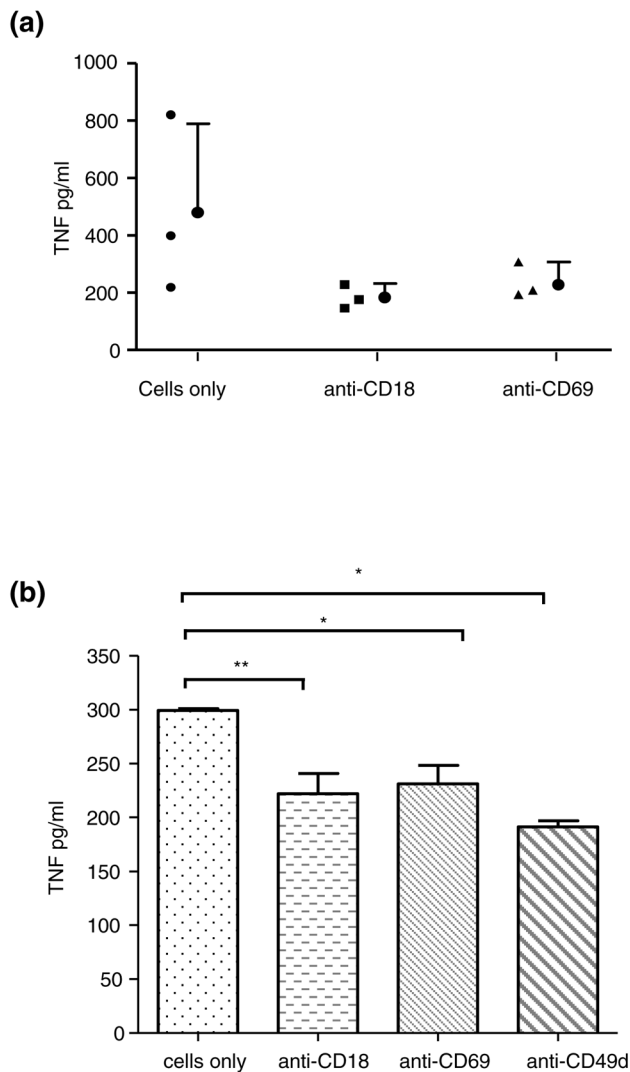 (a)
1000
800
600
400
200
0
TNF pg/ml
Cells only anti-CD18 anti-CD69
(b)
*
*
**
350
300
250
200
150
100
50
0
TNF pg/ml
cells only anti-CD18 anti-CD69 anti-CD49d